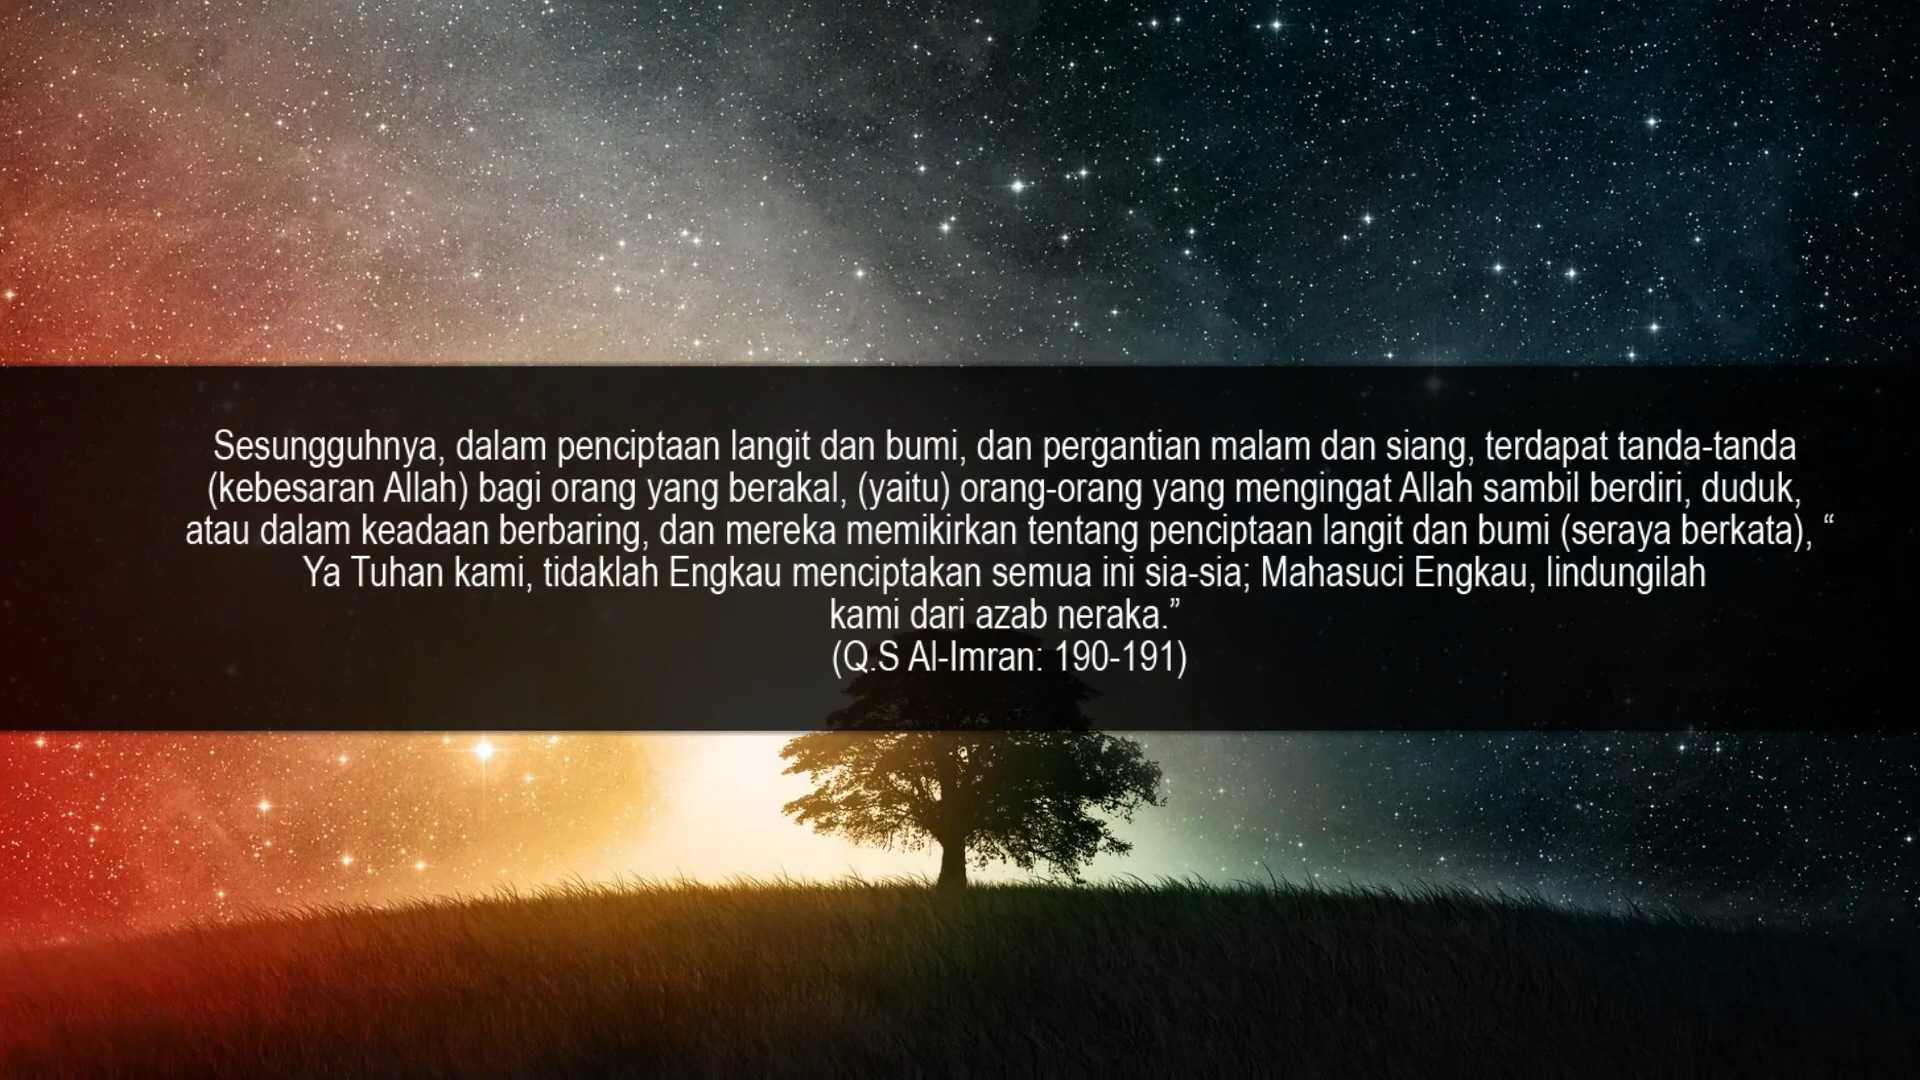 Sesungguhnya, dalam penciptaan langit dan bumi, dan pergantian malam dan siang, terdapat tanda-tanda
(kebesaran Allah) bagi orang yang berakal, (yaitu) orang-orang yang mengingat Allah sambil berdiri, duduk,
atau dalam keadaan berbaring, dan mereka memikirkan tentang penciptaan langit dan bumi (seraya berkata), “
Ya Tuhan kami, tidaklah Engkau menciptakan semua ini sia-sia; Mahasuci Engkau, lindungilah
kami dari azab neraka.”
(Q.S Al-Imran: 190-191)